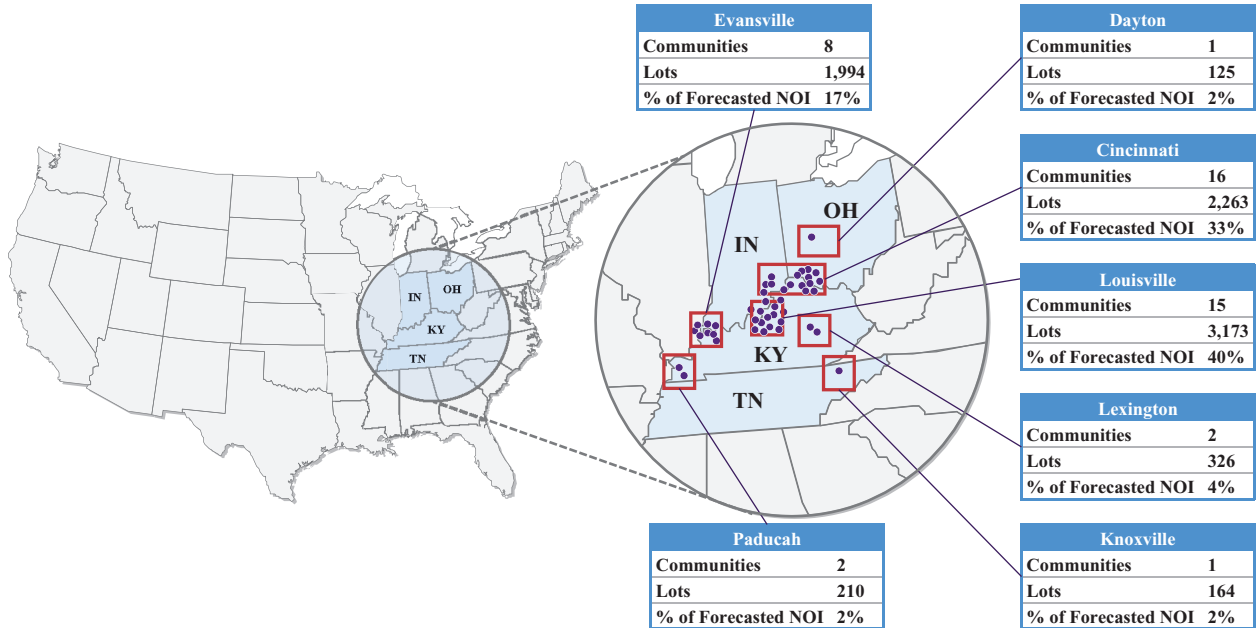 Evansville
Communities 8
Lots 1,994
% of Forecasted NOI 17%
Dayton
Communities 1
Lots 125
% of Forecasted NOI 2%
Cincinnati
Communities 16
Lots 2,263
% of Forecasted NOI 33%
Louisville
Communities 15
Lots 3,173
% of Forecasted NOI 40%
Lexington
Communities 2
Lots 326
% of Forecasted NOI 4%
Knoxville
Communities 1
Lots 164
% of Forecasted NOI 2%
Paducah
Communities 2
Lots 210
% of Forecasted NOI 2%
IN
OH
KY
TN
OH
IN
KY
TN